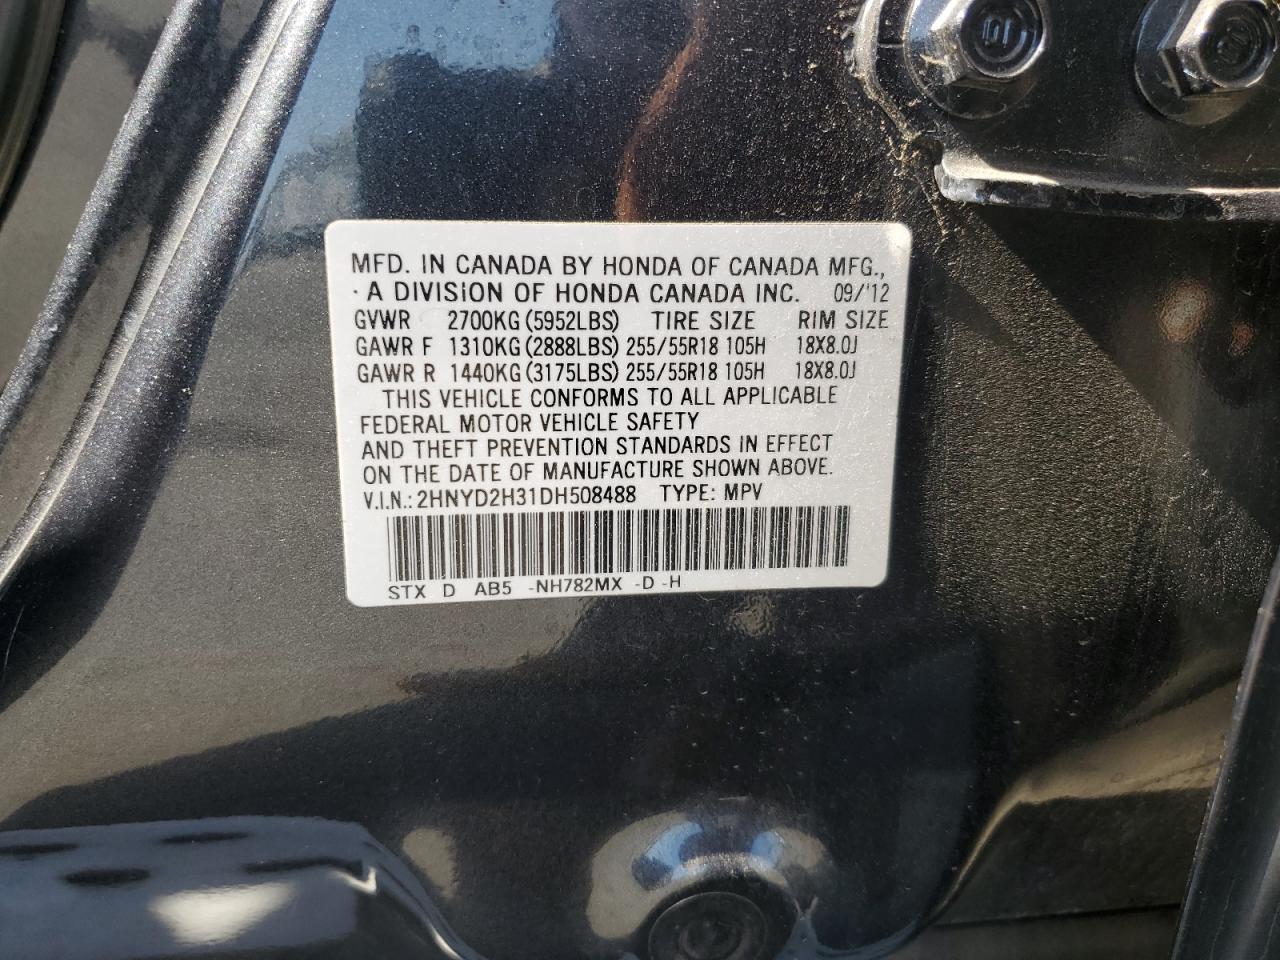 MFD. IN CANADA BY HONDA OF CANADA MFG.,
A DIVISION OF HONDA CANADA INC. 09/'12
GVWR 2700KG (5952LBS) TIRE SIZE RIM SIZE
GAWR F 1310KG (2888LBS) 255/55R18 105H 18X8.0J
GAWR R 1440KG (3175LBS) 255/55R18 105H 18X8.0J
THIS VEHICLE CONFORMS TO ALL APPLICABLE
FEDERAL MOTOR VEHICLE SAFETY
AND THEFT PREVENTION STANDARDS IN EFFECT
ON THE DATE OF MANUFACTURE SHOWN ABOVE.
V.I.N.: 2HNYD2H31DH508488 TYPE: MPV
STX D AB5 -NH782MX -D -H